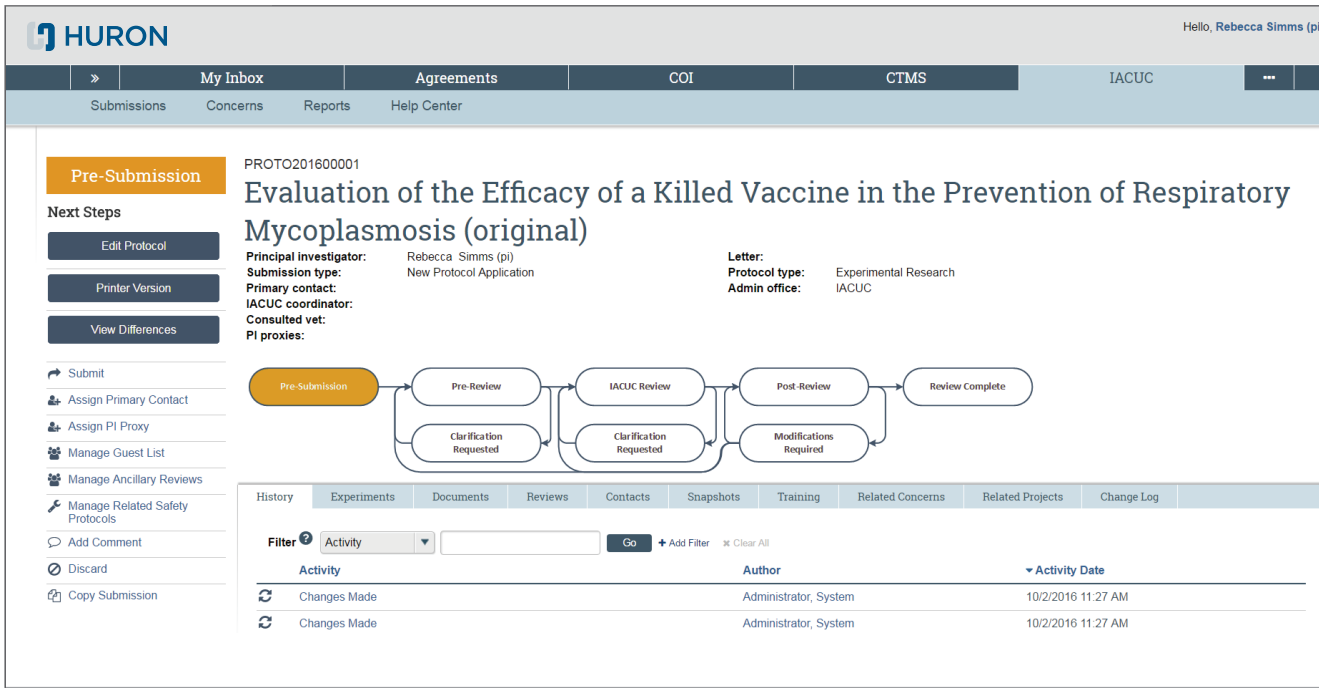 HURON
Hello, Rebecca Simms (pi
» My Inbox Agreements COI CTMS IACUC ...
Submissions Concerns Reports Help Center
Pre-Submission
Next Steps
Edit Protocol
Printer Version
View Differences
Submit
Assign Primary Contact
Assign PI Proxy
Manage Guest List
Manage Ancillary Reviews
Manage Related Safety
Protocols
Add Comment
Discard
Copy Submission
PROTO201600001
Evaluation of the Efficacy of a Killed Vaccine in the Prevention of Respiratory
Mycoplasmosis (original)
Principal investigator: Rebecca Simms (pi)
Submission type: New Protocol Application
Primary contact:
IACUC coordinator:
Consulted vet:
PI proxies:
Letter:
Protocol type: Experimental Research
Admin office: IACUC
Pre-Submission Pre-Review IACUC Review Post-Review Review Complete
Clarification
Requested
Clarification
Requested
Modifications
Required
History Experiments Documents Reviews Contacts Snapshots Training Related Concerns Related Projects Change Log
Filter ? Activity Go + Add Filter × Clear All
Activity Author Activity Date
Changes Made Administrator, System 10/2/2016 11:27 AM
Changes Made Administrator, System 10/2/2016 11:27 AM